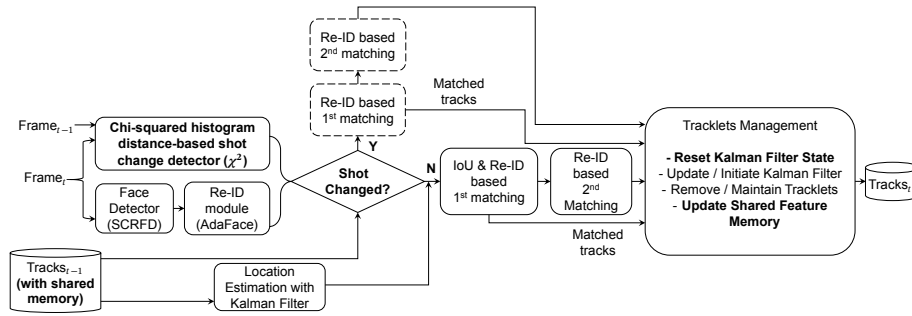 Re-ID based
2nd matching
Re-ID based
1st matching
Matched
tracks
Y
Frame_{t-1}
Frame_t
Chi-squared histogram
distance-based shot
change detector (χ²)
Face
Detector
(SCRFD)
Re-ID
module
(AdaFace)
Shot
Changed?
N
IoU & Re-ID
based
1st matching
Re-ID
based
2nd
Matching
Matched
tracks
Tracks_{t-1}
(with shared
memory)
Location
Estimation with
Kalman Filter
Tracklets Management
- Reset Kalman Filter State
- Update / Initiate Kalman Filter
- Remove / Maintain Tracklets
- Update Shared Feature
Memory
Tracks_t